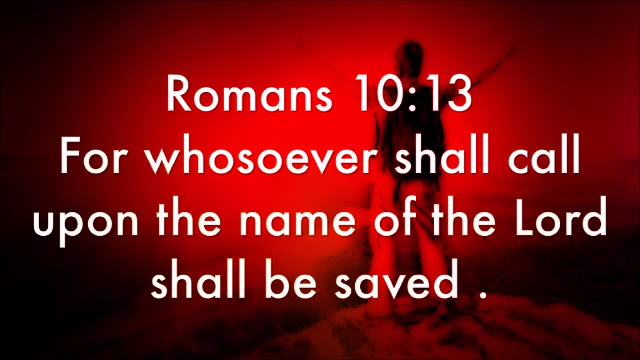 Romans 10:13
For whosoever shall call
upon the name of the Lord
shall be saved .